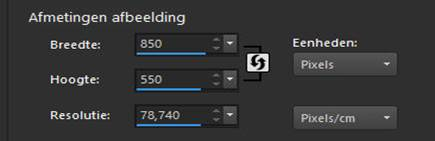 Afmetingen afbeelding
Breedte: 850 Eenheden:
Pixels
Hoogte: 550
Resolutie: 78,740 Pixels/cm